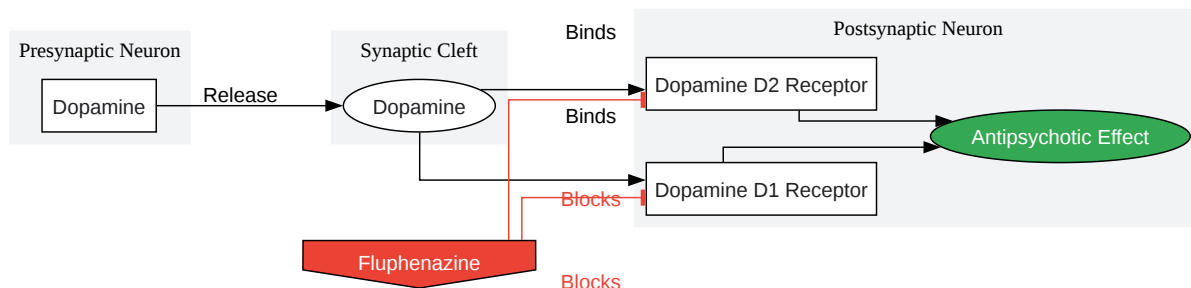 Presynaptic Neuron
Dopamine
Release
Synaptic Cleft
Dopamine
Binds
Binds
Postsynaptic Neuron
Dopamine D2 Receptor
Dopamine D1 Receptor
Antipsychotic Effect
Blocks
Fluphenazine
Blocks